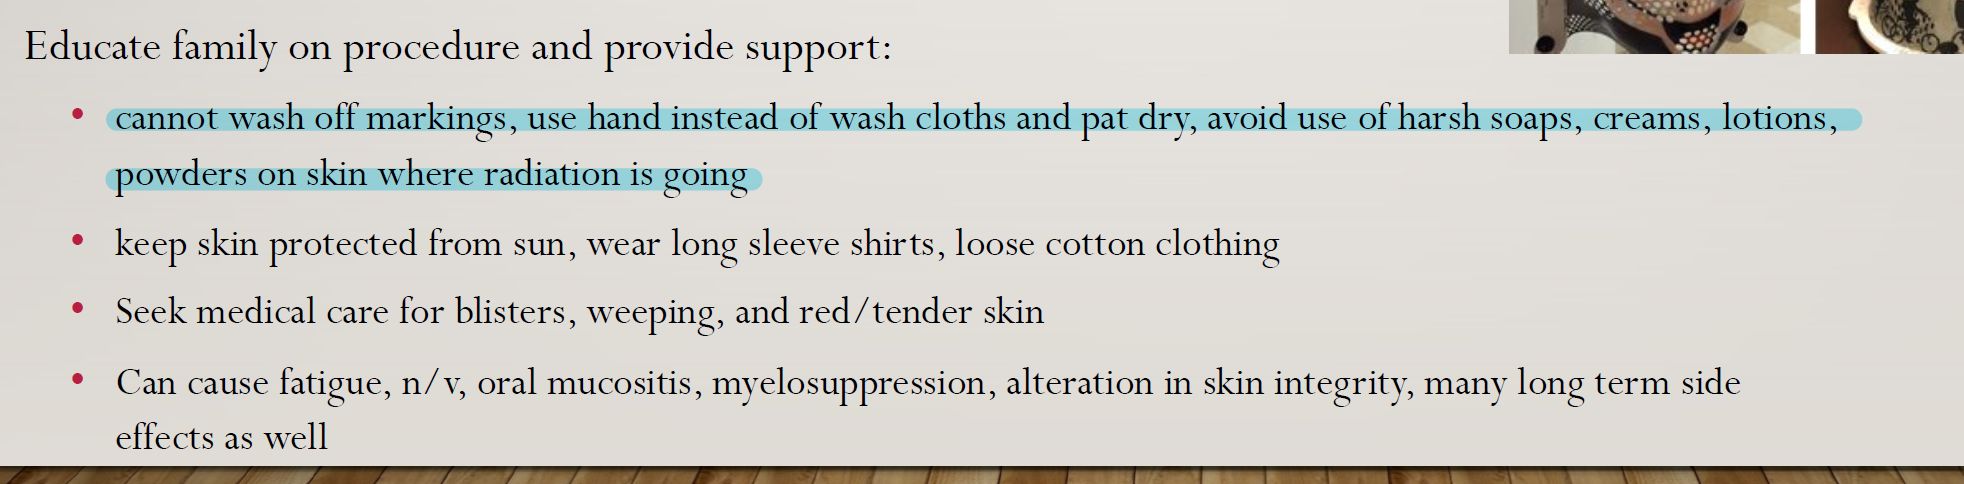 Educate family on procedure and provide support:
• cannot wash off markings, use hand instead of wash cloths and pat dry, avoid use of harsh soaps, creams, lotions,
powders on skin where radiation is going
• keep skin protected from sun, wear long sleeve shirts, loose cotton clothing
• Seek medical care for blisters, weeping, and red/tender skin
• Can cause fatigue, n/v, oral mucositis, myelosuppression, alteration in skin integrity, many long term side
effects as well